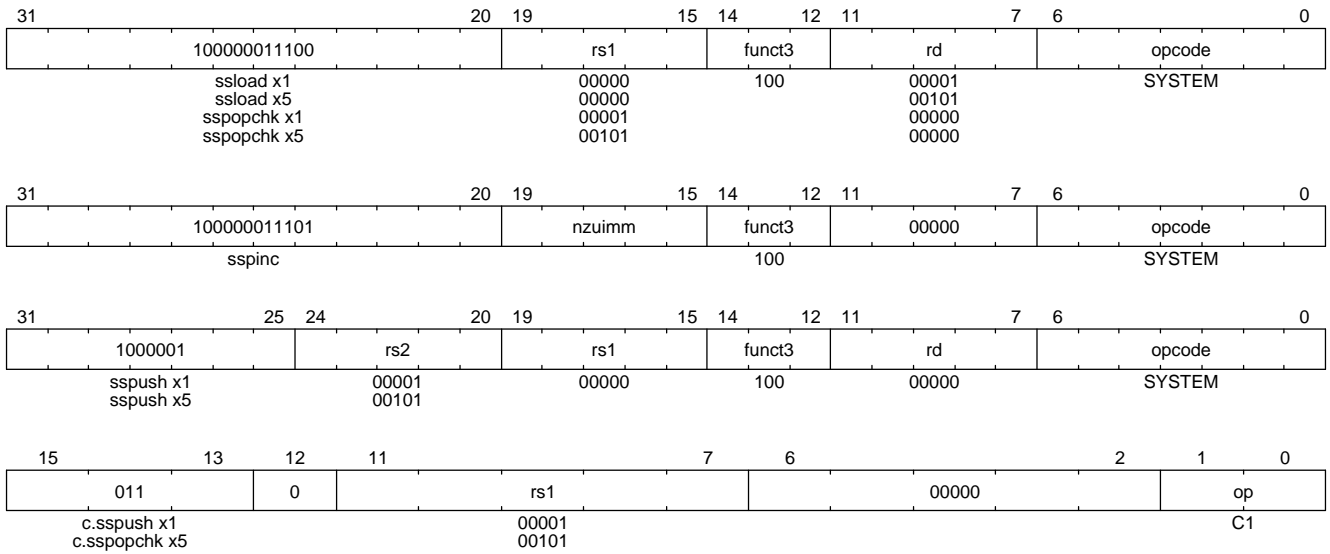 31 20 19 15 14 12 11 7 6 0
100000011100 rs1 funct3 rd opcode
ssload x1 00000 100 00001 SYSTEM
ssload x5 00000 00101
sspopchk x1 00001 00000
sspopchk x5 00101 00000
31 20 19 15 14 12 11 7 6 0
100000011101 nzuimm funct3 00000 opcode
sspinc 100 SYSTEM
31 25 24 20 19 15 14 12 11 7 6 0
1000001 rs2 rs1 funct3 rd opcode
sspush x1 00001 00000 100 00000 SYSTEM
sspush x5 00101
15 13 12 11 7 6 2 1 0
011 0 rs1 00000 op
c.sspush x1 00001 C1
c.sspopchk x5 00101